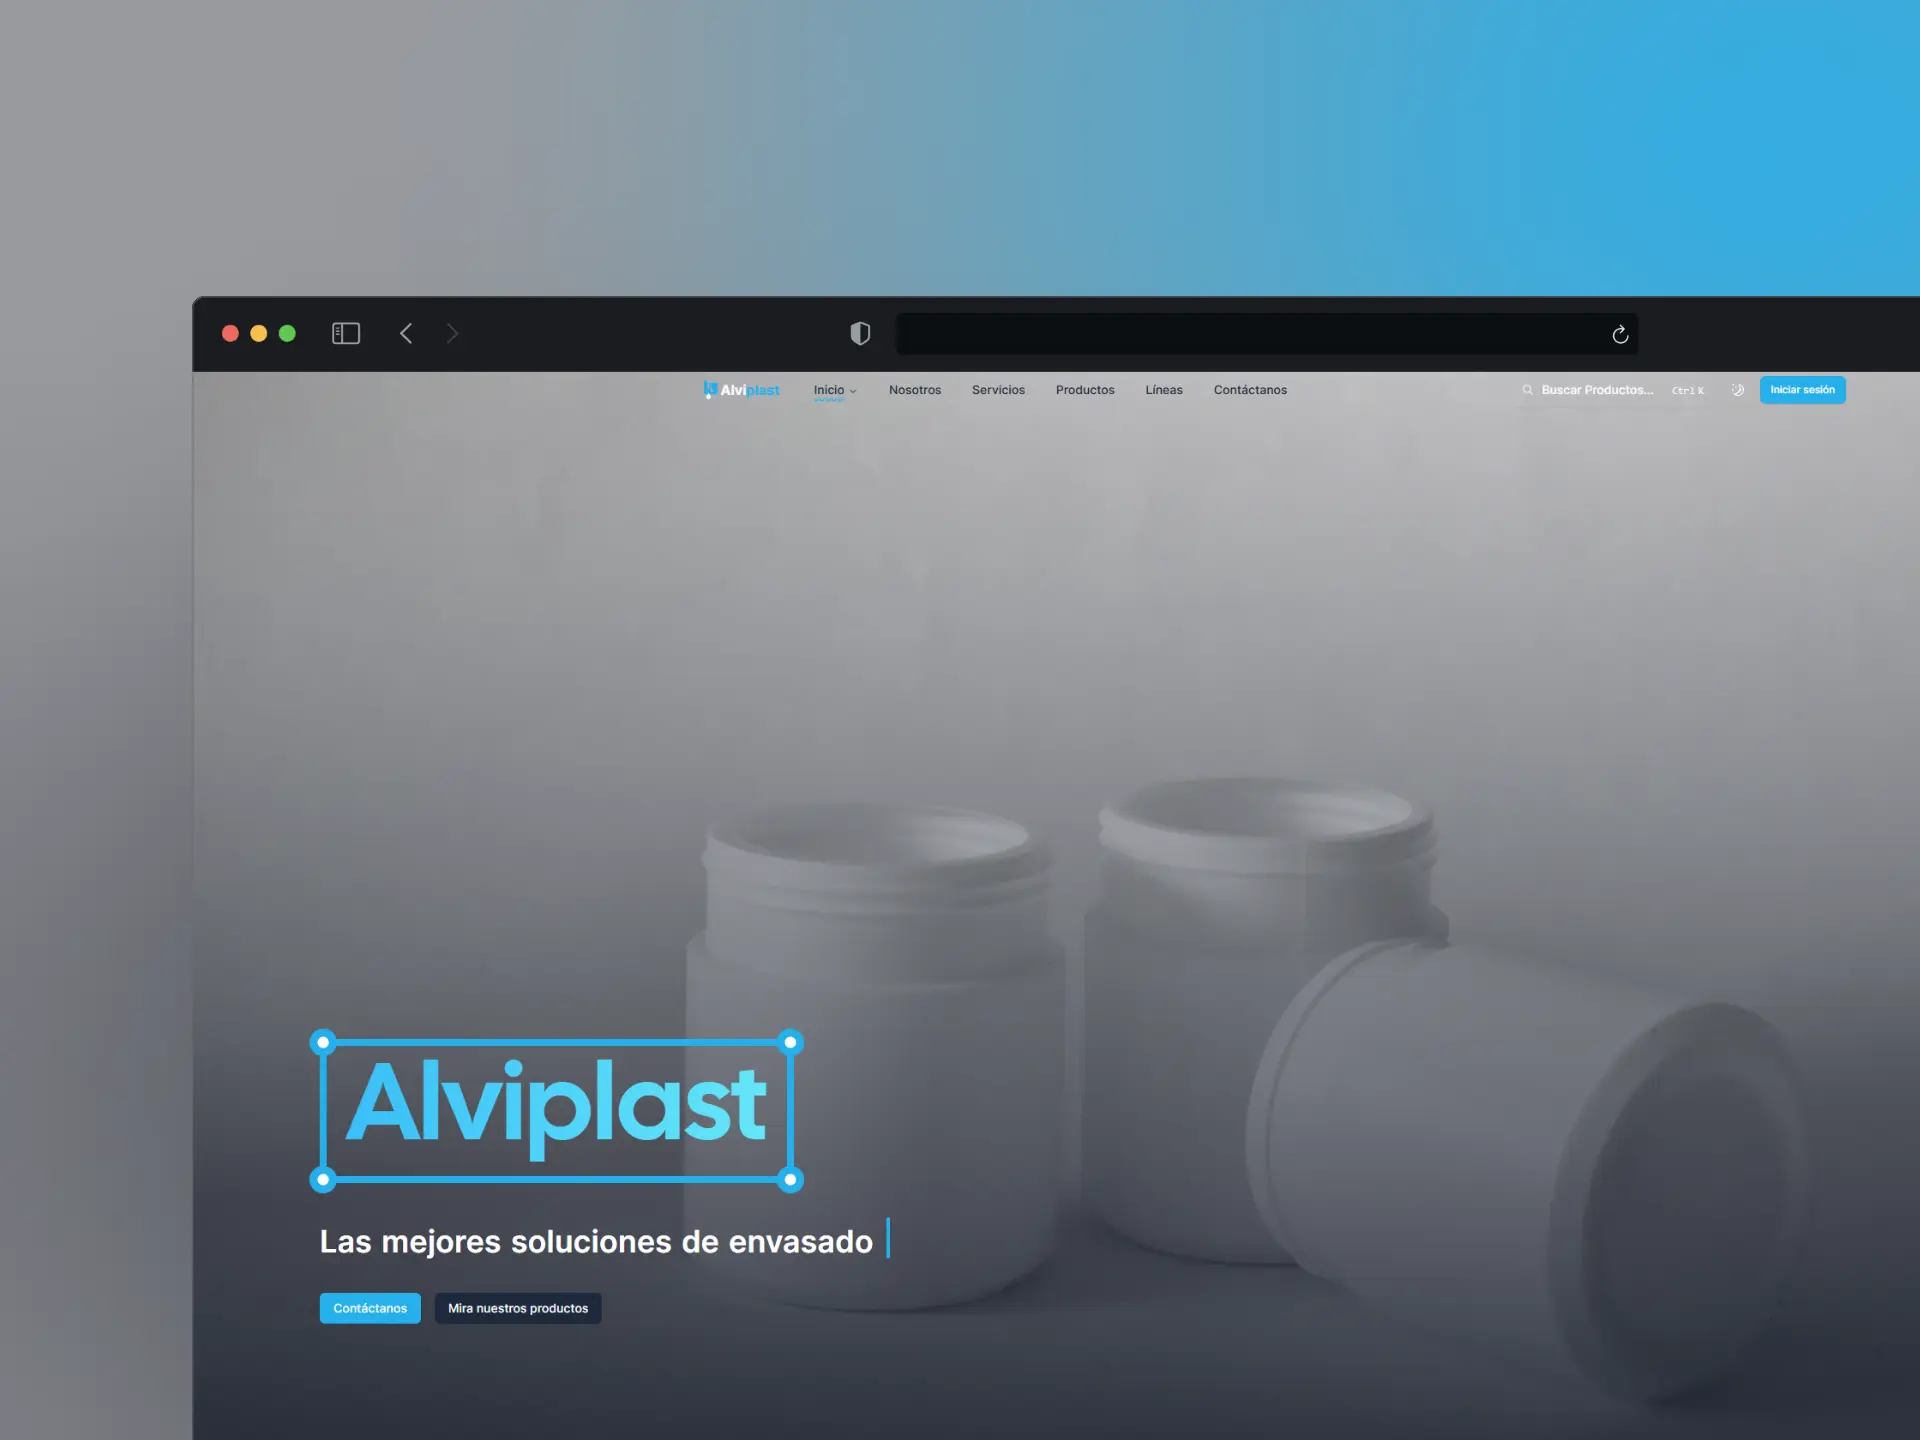 Alviplast Inicio Nosotros Servicios Productos Líneas Contáctanos Buscar Productos... Ctrl K Iniciar sesión
Alviplast
Las mejores soluciones de envasado
Contáctanos Mira nuestros productos